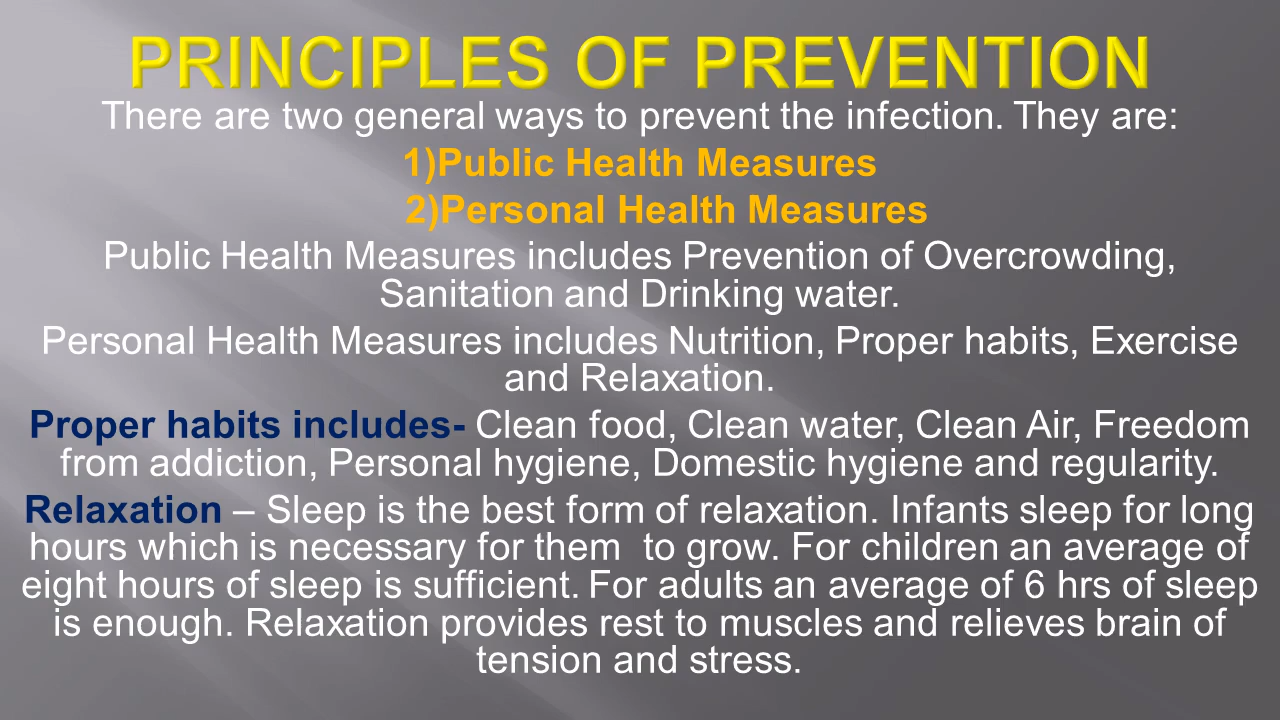 PRINCIPLES OF PREVENTION
There are two general ways to prevent the infection. They are:
1)Public Health Measures
2)Personal Health Measures
Public Health Measures includes Prevention of Overcrowding,
Sanitation and Drinking water.
Personal Health Measures includes Nutrition, Proper habits, Exercise
and Relaxation.
Proper habits includes- Clean food, Clean water, Clean Air, Freedom
from addiction, Personal hygiene, Domestic hygiene and regularity.
Relaxation – Sleep is the best form of relaxation. Infants sleep for long
hours which is necessary for them  to grow. For children an average of
eight hours of sleep is sufficient. For adults an average of 6 hrs of sleep
is enough. Relaxation provides rest to muscles and relieves brain of
tension and stress.